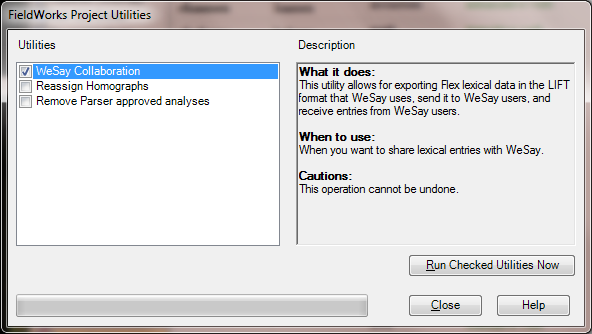 FieldWorks Project Utilities
Utilities
WeSay Collaboration
Reassign Homographs
Remove Parser approved analyses
Description
What it does:
This utility allows for exporting Flex lexical data in the LIFT
format that WeSay uses, send it to WeSay users, and
receive entries from WeSay users.
When to use:
When you want to share lexical entries with WeSay.
Cautions:
This operation cannot be undone.
Run Checked Utilities Now
Close
Help